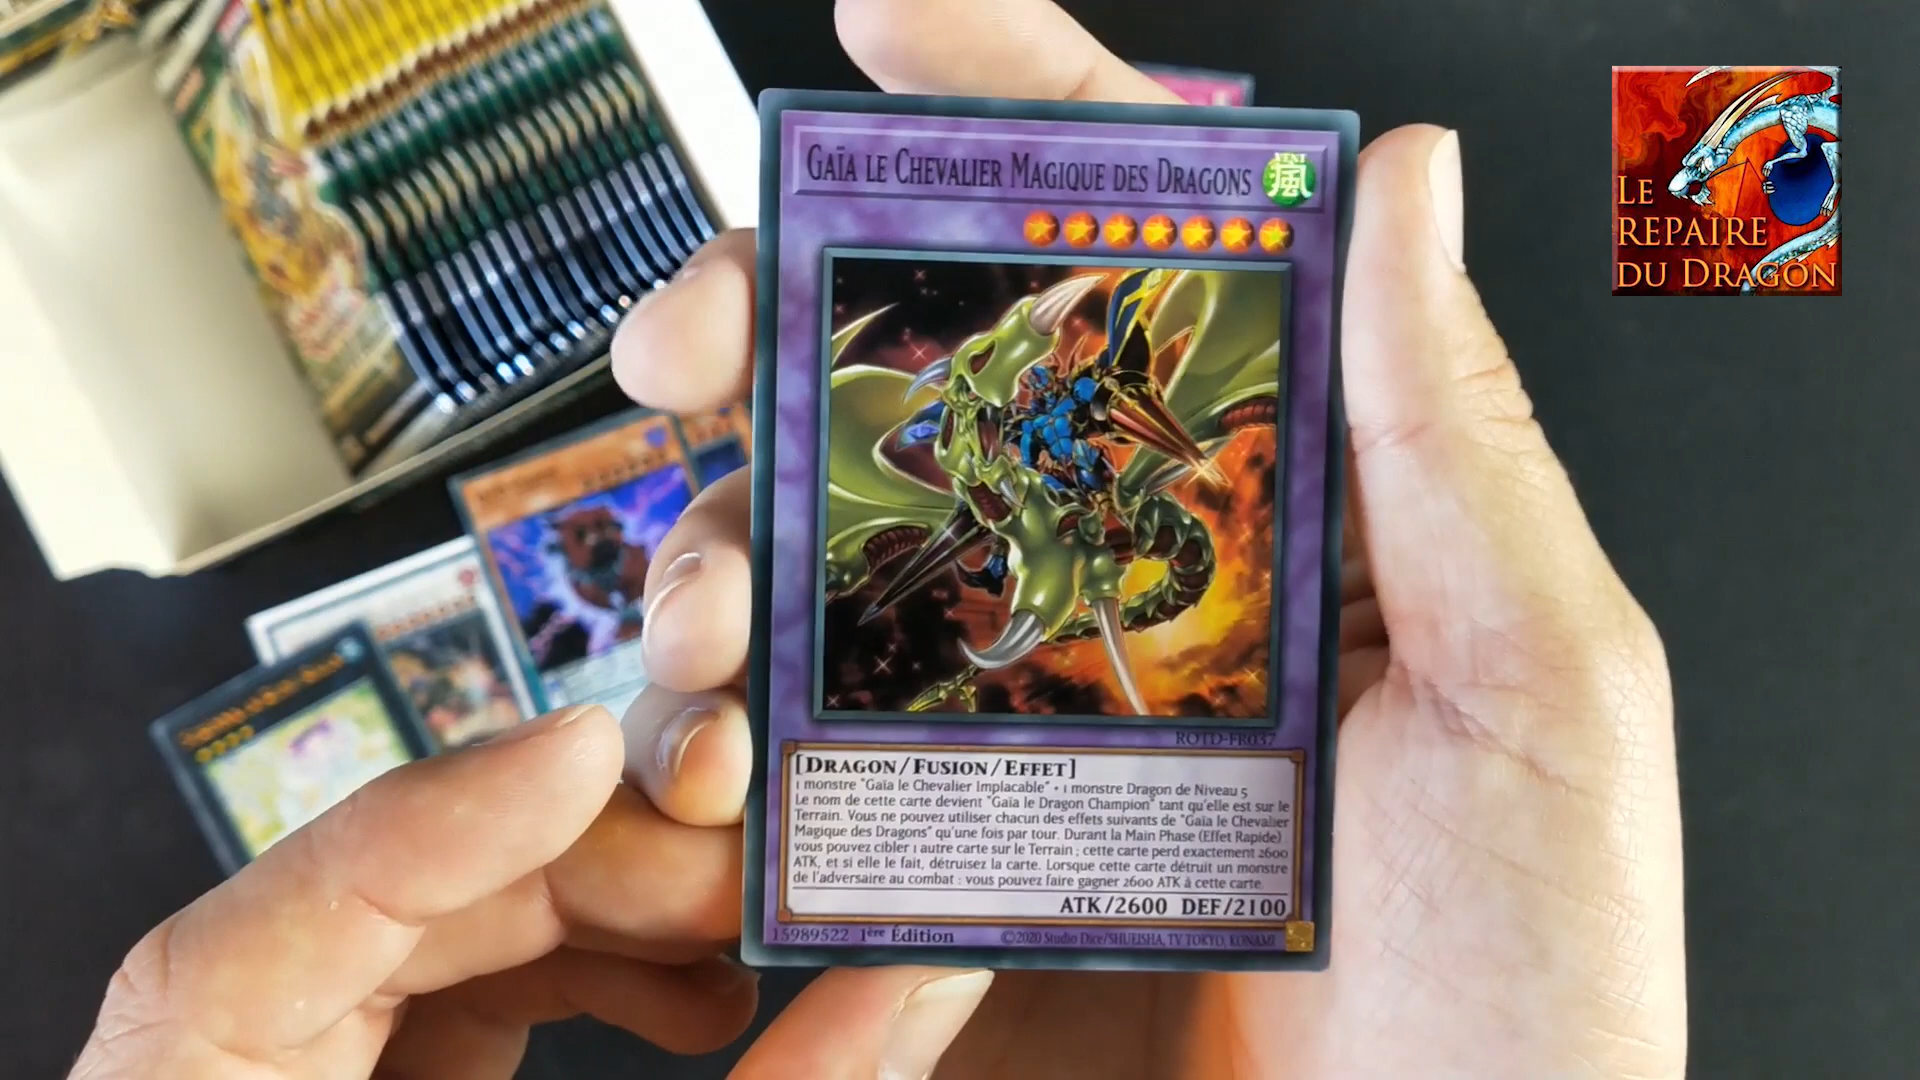 GAÏA LE CHEVALIER MAGIQUE DES DRAGONS
VENT
風
ROTD-FR037
[DRAGON/FUSION/EFFET]
1 monstre "Gaïa le Chevalier Implacable" + 1 monstre Dragon de Niveau 5
Le nom de cette carte devient "Gaïa le Dragon Champion" tant qu'elle est sur le
Terrain. Vous ne pouvez utiliser chacun des effets suivants de "Gaïa le Chevalier
Magique des Dragons" qu'une fois par tour. Durant la Main Phase (Effet Rapide) :
vous pouvez cibler 1 autre carte sur le Terrain ; cette carte perd exactement 2600
ATK, et si elle le fait, détruisez la carte. Lorsque cette carte détruit un monstre
de l'adversaire au combat : vous pouvez faire gagner 2600 ATK à cette carte.
ATK/2600 DEF/2100
15989522 1ère Édition ©2020 Studio Dice/SHUEISHA, TV TOKYO, KONAMI
LE
REPAIRE
DU DRAGON